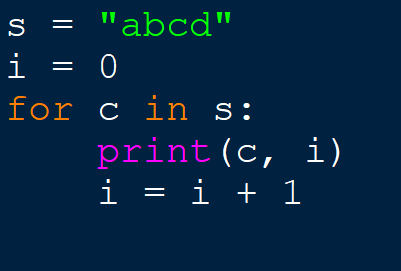 s = "abcd"
i = 0
for c in s:
    print(c, i)
    i = i + 1